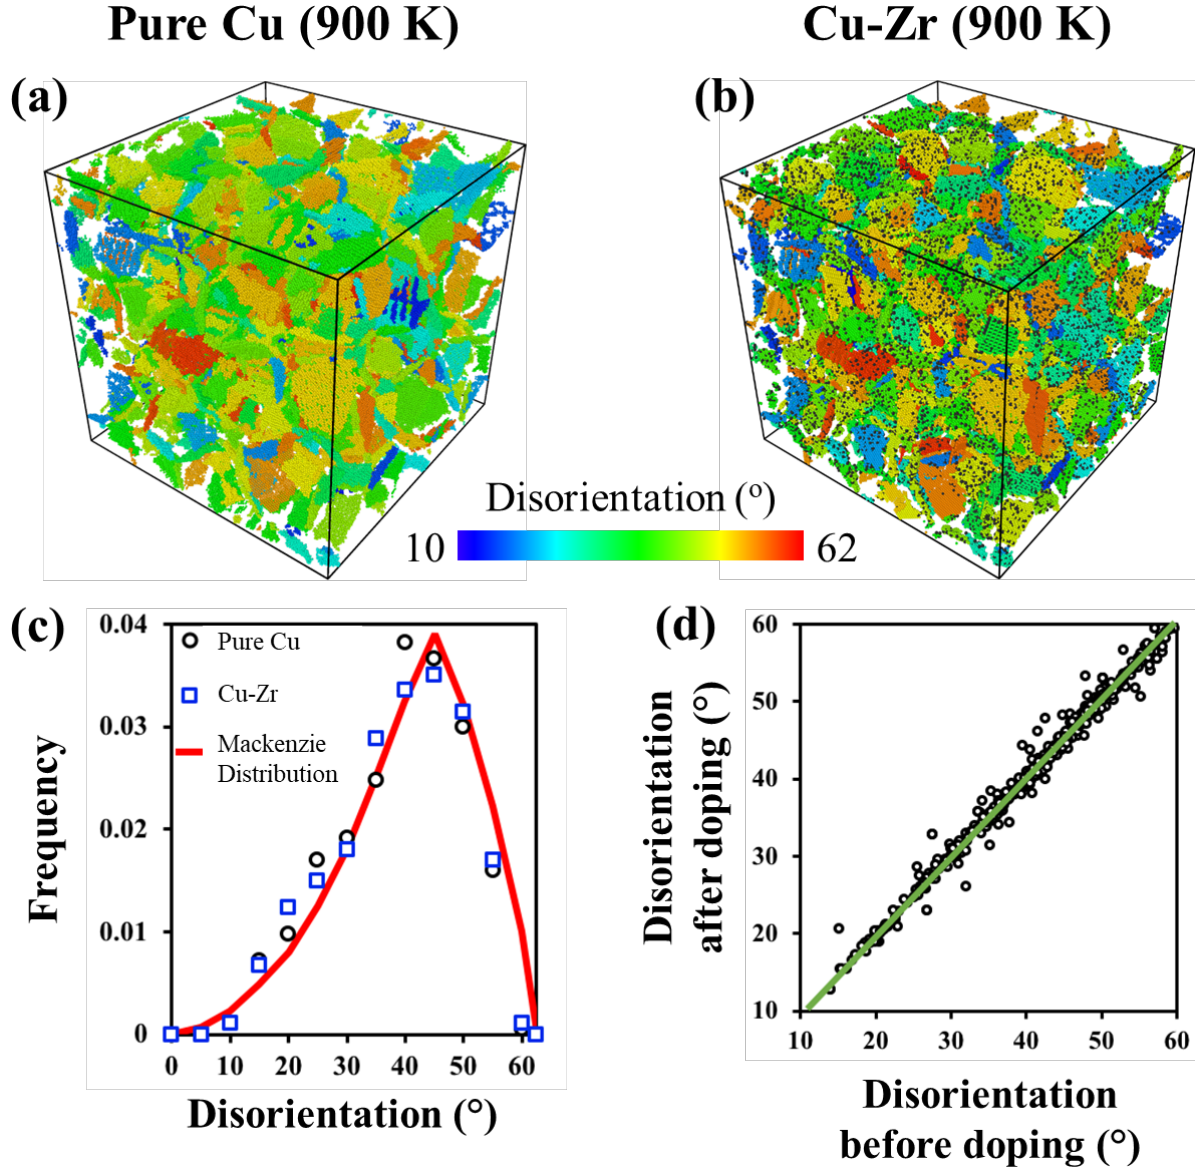 Pure Cu (900 K)
Cu-Zr (900 K)
(a)
(b)
Disorientation (o)
10
62
(c)
0.04
0.03
0.02
0.01
0
Pure Cu
Cu-Zr
Mackenzie
Distribution
Frequency
0 10 20 30 40 50 60
Disorientation (°)
(d)
60
50
40
30
20
10
Disorientation
after doping (°)
10 20 30 40 50 60
Disorientation
before doping (°)